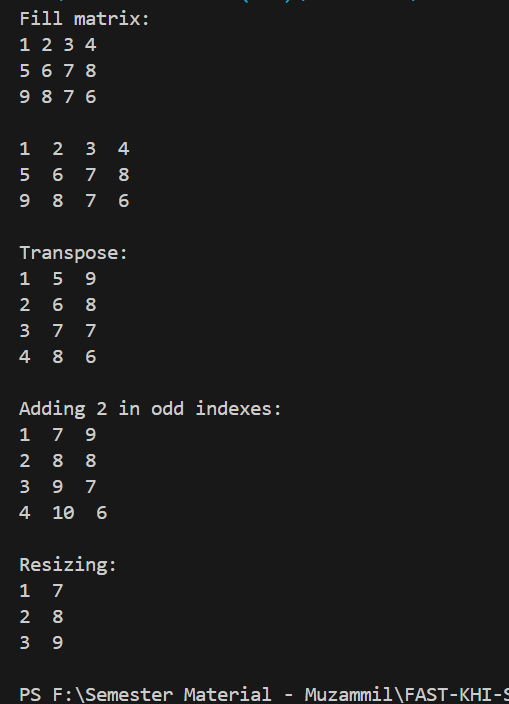 Fill matrix:
1 2 3 4
5 6 7 8
9 8 7 6
1 2 3 4
5 6 7 8
9 8 7 6
Transpose:
1 5 9
2 6 8
3 7 7
4 8 6
Adding 2 in odd indexes:
1 7 9
2 8 8
3 9 7
4 10 6
Resizing:
1 7
2 8
3 9
PS F:\Semester Material - Muzammil\FAST-KHI-S